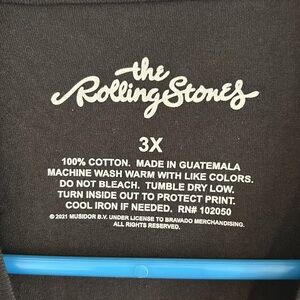 the
Rolling Stones
3X
100% COTTON. MADE IN GUATEMALA
MACHINE WASH WARM WITH LIKE COLORS.
DO NOT BLEACH. TUMBLE DRY LOW.
TURN INSIDE OUT TO PROTECT PRINT.
COOL IRON IF NEEDED. RN# 102050
© 2021 MUSIDOR B.V. UNDER LICENSE TO BRAVADO MERCHANDISING.
ALL RIGHTS RESERVED.